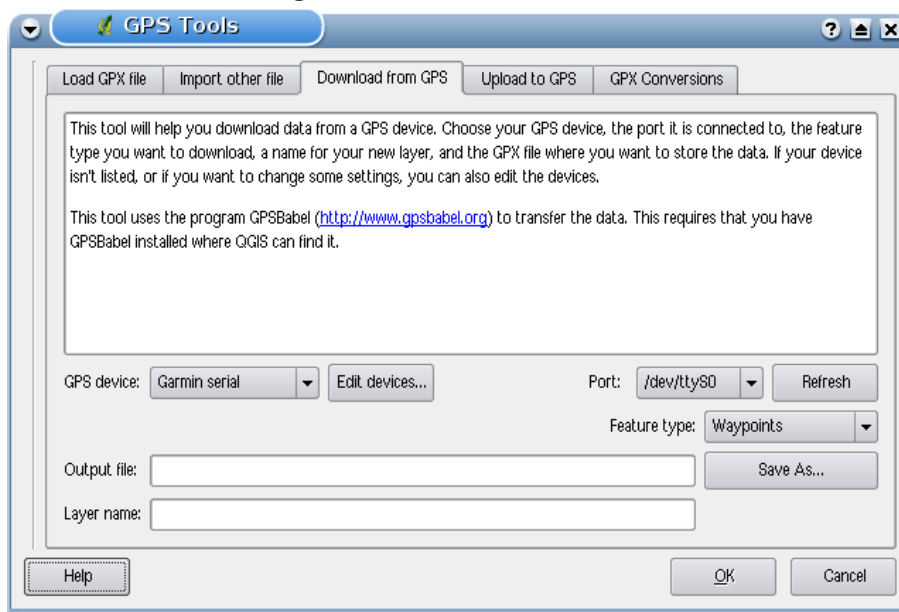 GPS Tools
Load GPX file Import other file Download from GPS Upload to GPS GPX Conversions
This tool will help you download data from a GPS device. Choose your GPS device, the port it is connected to, the feature
type you want to download, a name for your new layer, and the GPX file where you want to store the data. If your device
isn't listed, or if you want to change some settings, you can also edit the devices.
This tool uses the program GPSBabel (http://www.gpsbabel.org) to transfer the data. This requires that you have
GPSBabel installed where QGIS can find it.
GPS device: Garmin serial Edit devices... Port: /dev/ttyS0 Refresh
Feature type: Waypoints
Output file: Save As...
Layer name:
Help OK Cancel